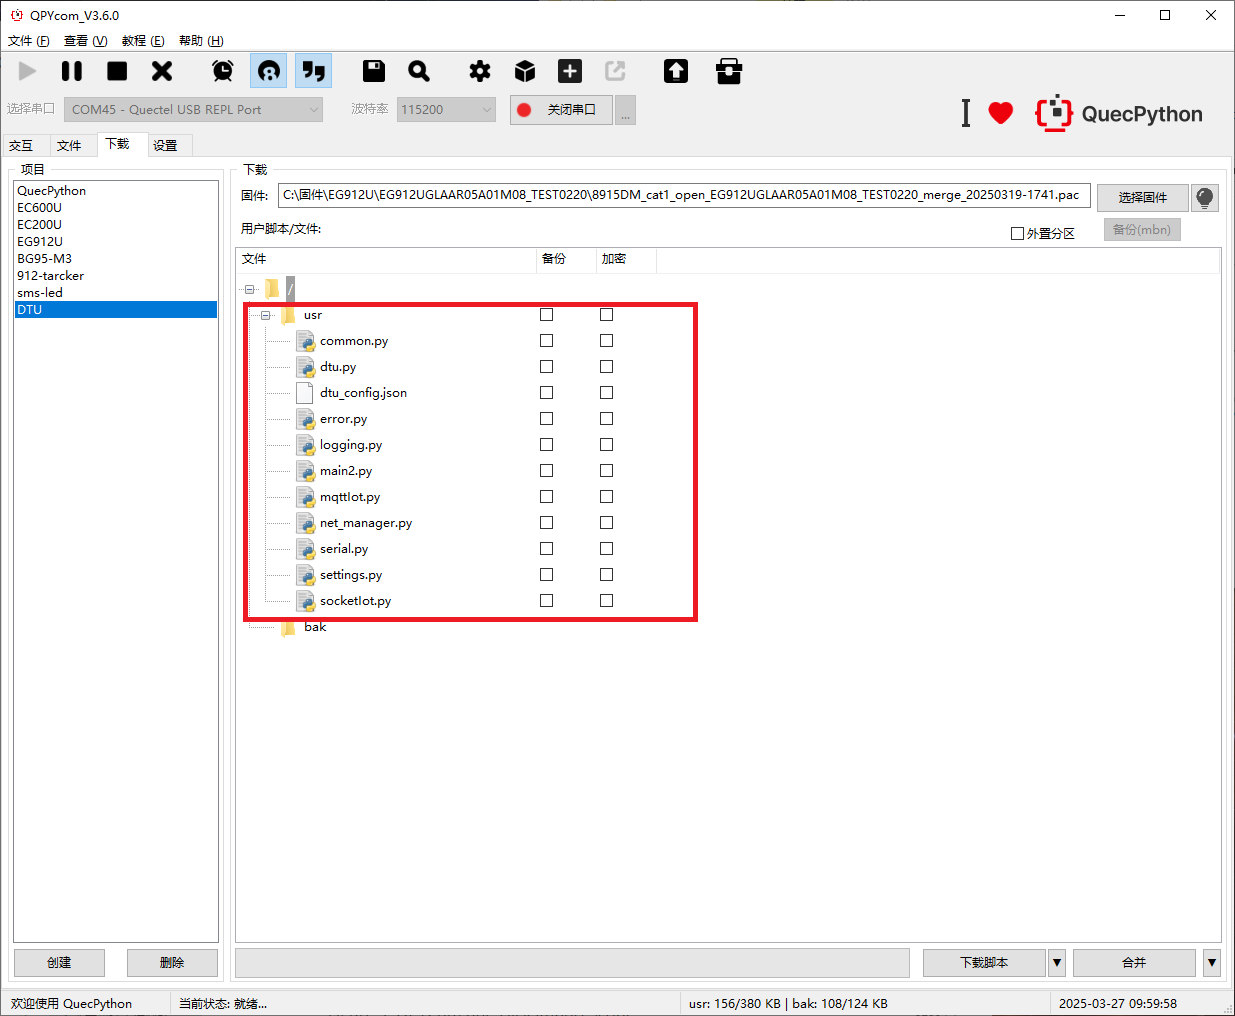 QPYcom_V3.6.0
文件 (F) 查看 (V) 教程 (E) 帮助 (H)
选择串口 COM45 - Quectel USB REPL Port 波特率 115200 关闭串口 ...
I QuecPython
交互 文件 下载 设置
项目
QuecPython
EC600U
EC200U
EG912U
BG95-M3
912-tarcker
sms-led
DTU
创建 删除
下载
固件: C:\固件\EG912U\EG912UGLAAR05A01M08_TEST0220\8915DM_cat1_open_EG912UGLAAR05A01M08_TEST0220_merge_20250319-1741.pac 选择固件
用户脚本/文件: 外置分区 备份(mbn)
文件 备份 加密
/
usr
common.py
dtu.py
dtu_config.json
error.py
logging.py
main2.py
mqttIot.py
net_manager.py
serial.py
settings.py
socketIot.py
bak
下载脚本 合并
欢迎使用 QuecPython 当前状态: 就绪... usr: 156/380 KB | bak: 108/124 KB 2025-03-27 09:59:58